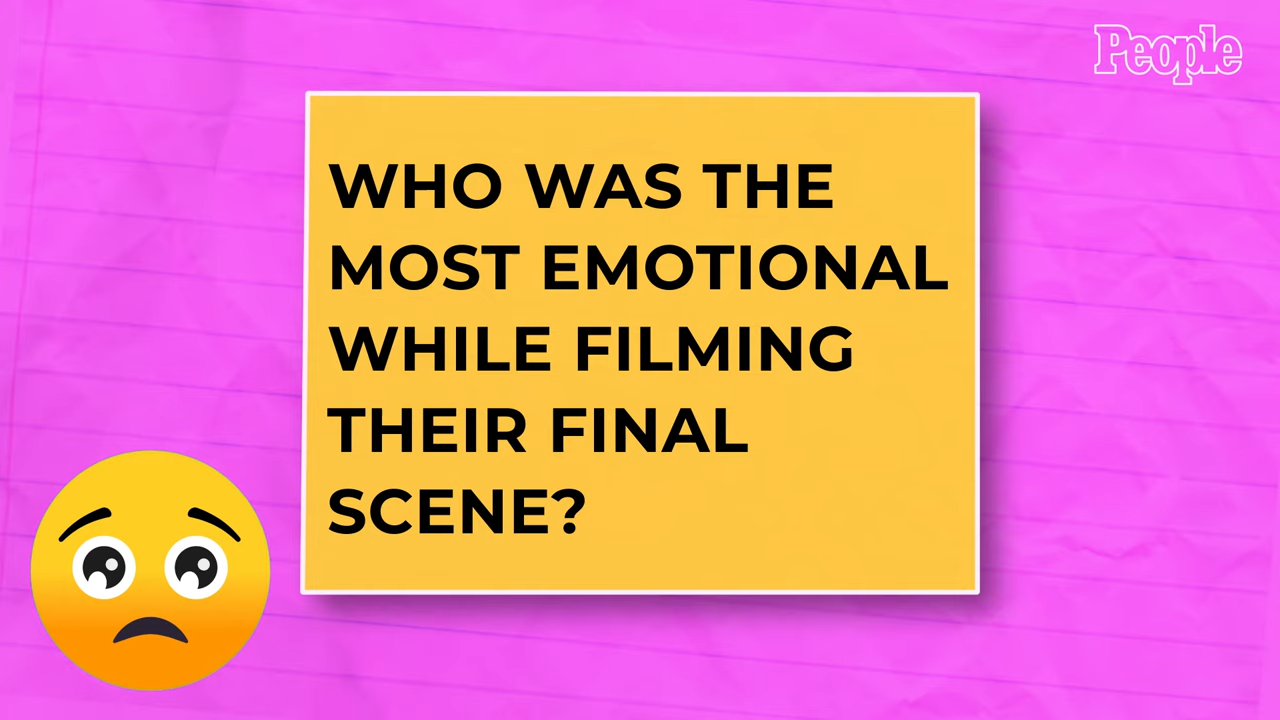 People
WHO WAS THE
MOST EMOTIONAL
WHILE FILMING
THEIR FINAL
SCENE?